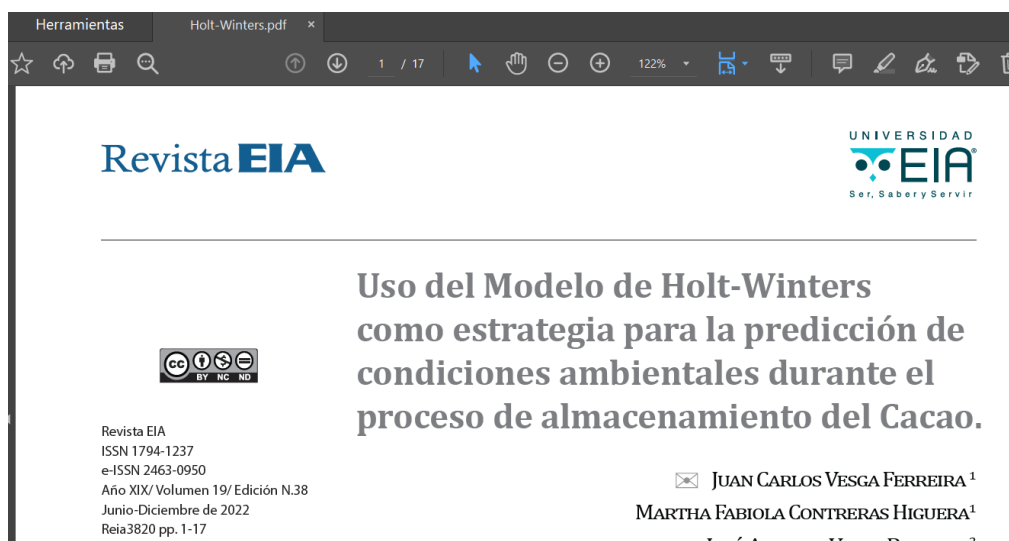 Herramientas
Holt-Winters.pdf ×
1 / 17
122%
Revista EIA
UNIVERSIDAD
EIA
Ser, Saber y Servir
Uso del Modelo de Holt-Winters
como estrategia para la predicción de
condiciones ambientales durante el
proceso de almacenamiento del Cacao.
cc
BY NC ND
Revista EIA
ISSN 1794-1237
e-ISSN 2463-0950
Año XIX/ Volumen 19/ Edición N.38
Junio-Diciembre de 2022
Reia3820 pp. 1-17
Juan Carlos Vesga Ferreira 1
Martha Fabiola Contreras Higuera1